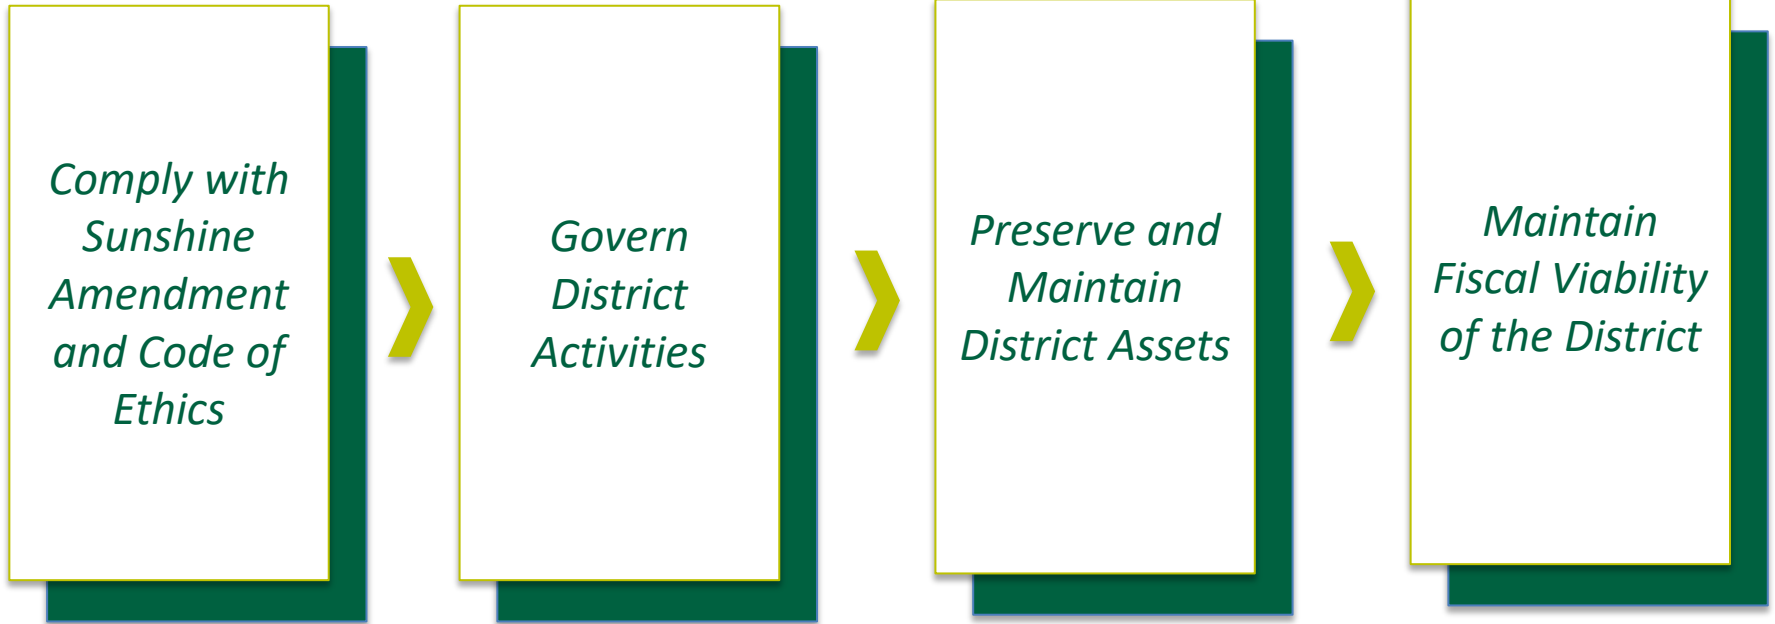 Comply with
Sunshine
Amendment
and Code of
Ethics
Govern
District
Activities
Preserve and
Maintain
District Assets
Maintain
Fiscal Viability
of the District